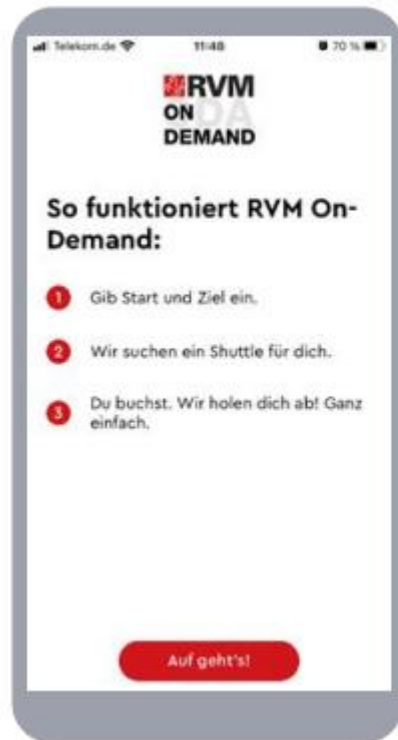 Telekom.de 11:48 70 %
RVM
ON
DEMAND
So funktioniert RVM On-
Demand:
1 Gib Start und Ziel ein.
2 Wir suchen ein Shuttle für dich.
3 Du buchst. Wir holen dich ab! Ganz
einfach.
Auf geht's!